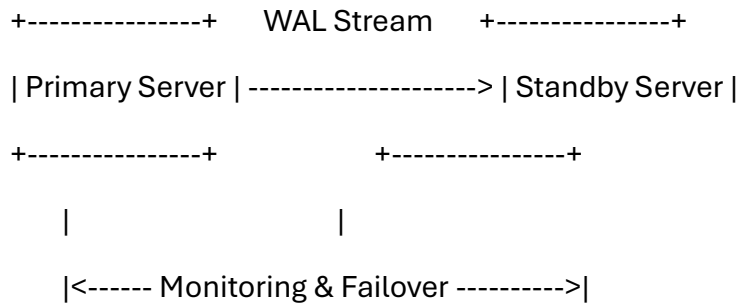 +----------------+ WAL Stream +----------------+
| Primary Server | ---------------------> | Standby Server |
+----------------+ +----------------+
| |
|<------ Monitoring & Failover ---------->|